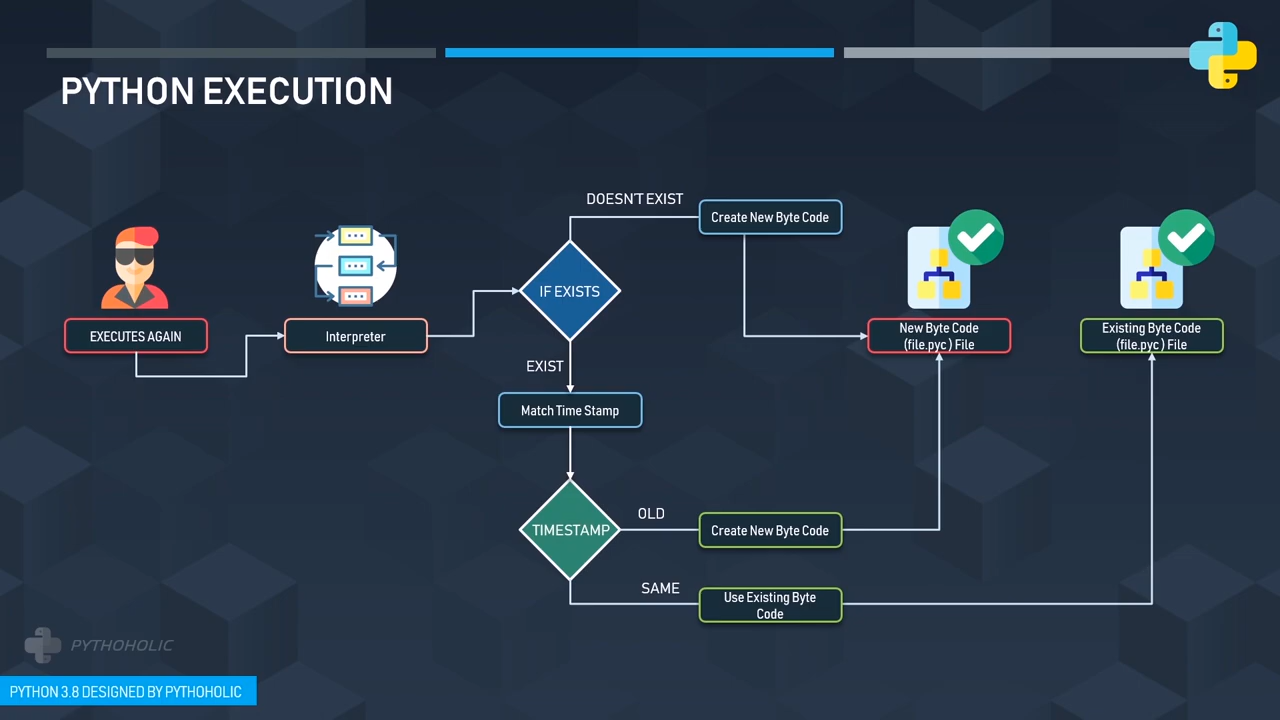 PYTHON EXECUTION
DOESN'T EXIST
Create New Byte Code
IF EXISTS
EXECUTES AGAIN
Interpreter
New Byte Code
(file.pyc ) File
Existing Byte Code
(file.pyc ) File
EXIST
Match Time Stamp
TIMESTAMP
OLD
Create New Byte Code
SAME
Use Existing Byte
Code
PYTHOHOLIC
PYTHON 3.8 DESIGNED BY PYTHOHOLIC